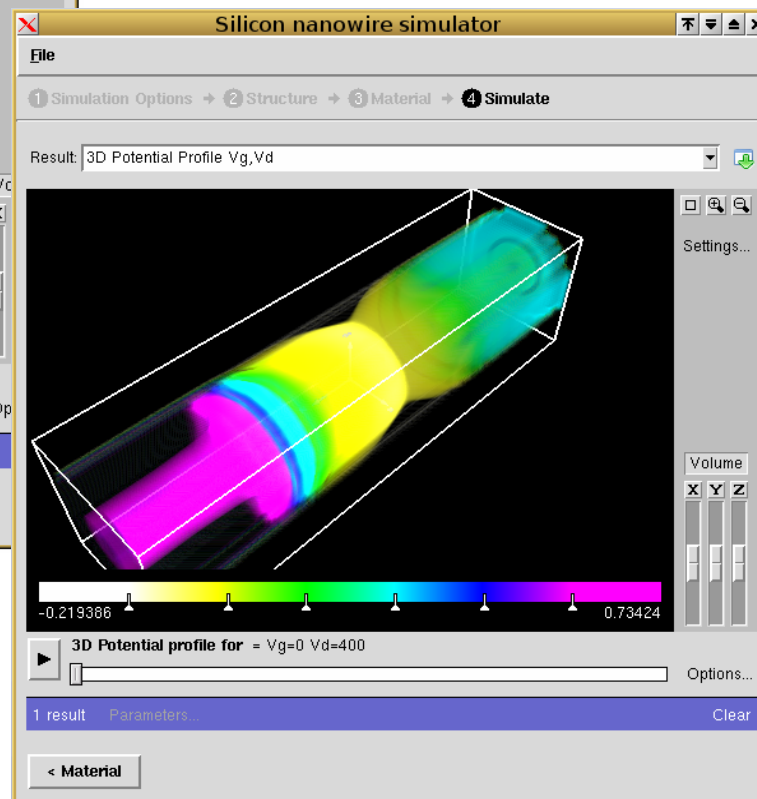 Silicon nanowire simulator
File
1 Simulation Options → 2 Structure → 3 Material → 4 Simulate
Result: 3D Potential Profile Vg,Vd
Settings...
Volume
X Y Z
-0.219386 0.73424
3D Potential profile for = Vg=0 Vd=400
Options...
1 result Parameters... Clear
< Material